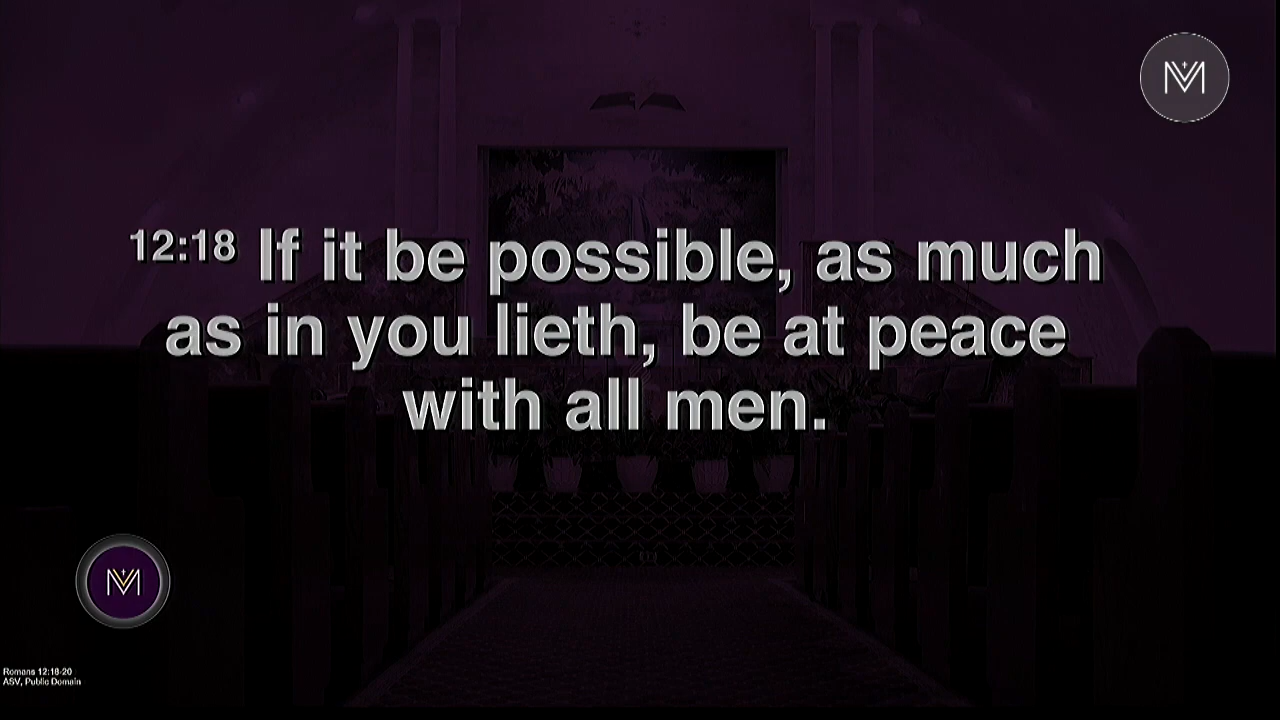 12:18 If it be possible, as much
as in you lieth, be at peace
with all men.
Romans 12:18-20
ASV, Public Domain